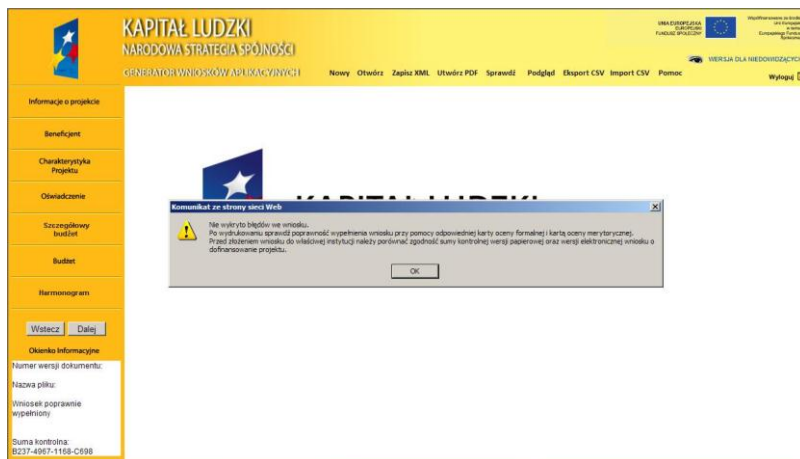 KAPITAŁ LUDZKI
NARODOWA STRATEGIA SPÓJNOŚCI
GENERATOR WNIOSKÓW APLIKACYJNYCH
UNIA EUROPEJSKA
EUROPEJSKI
FUNDUSZ SPOŁECZNY
WERSJA DLA NIEDOWIDZĄCYCH
Nowy Otwórz Zapisz XML Utwórz PDF Sprawdź Podgląd Eksport CSV Import CSV Pomoc
Wyloguj
Informacje o projekcie
Beneficjent
Charakterystyka
Projektu
Oświadczenie
Szczegółowy
budżet
Budżet
Harmonogram
Wstecz Dalej
Okienko Informacyjne
Numer wersji dokumentu:
Nazwa pliku:
Wniosek poprawnie
wypełniony
Suma kontrolna:
B237-4967-1168-C698
KAPITAŁ LUDZKI
Komunikat ze strony sieci Web
Nie wykryto błędów we wniosku.
Po wydrukowaniu sprawdź poprawność wypełnienia wniosku przy pomocy odpowiedniej karty oceny formalnej i kartą oceny merytorycznej.
Przed złożeniem wniosku do właściwej instytucji należy porównać zgodność sumy kontrolnej wersji papierowej oraz wersji elektronicznej wniosku o
dofinansowanie projektu.
OK